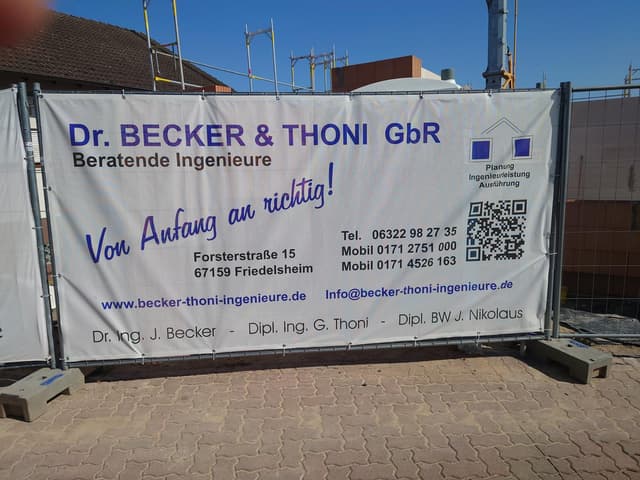 Dr. BECKER & THONI GbR
Beratende Ingenieure
Planung
Ingenieurleistung
Ausführung
Von Anfang an richtig!
Forsterstraße 15
67159 Friedelsheim
Tel. 06322 98 27 35
Mobil 0171 2751 000
Mobil 0171 4526 163
www.becker-thoni-ingenieure.de Info@becker-thoni-ingenieure.de
Dr. Ing. J. Becker - Dipl. Ing. G. Thoni - Dipl. BW J. Nikolaus